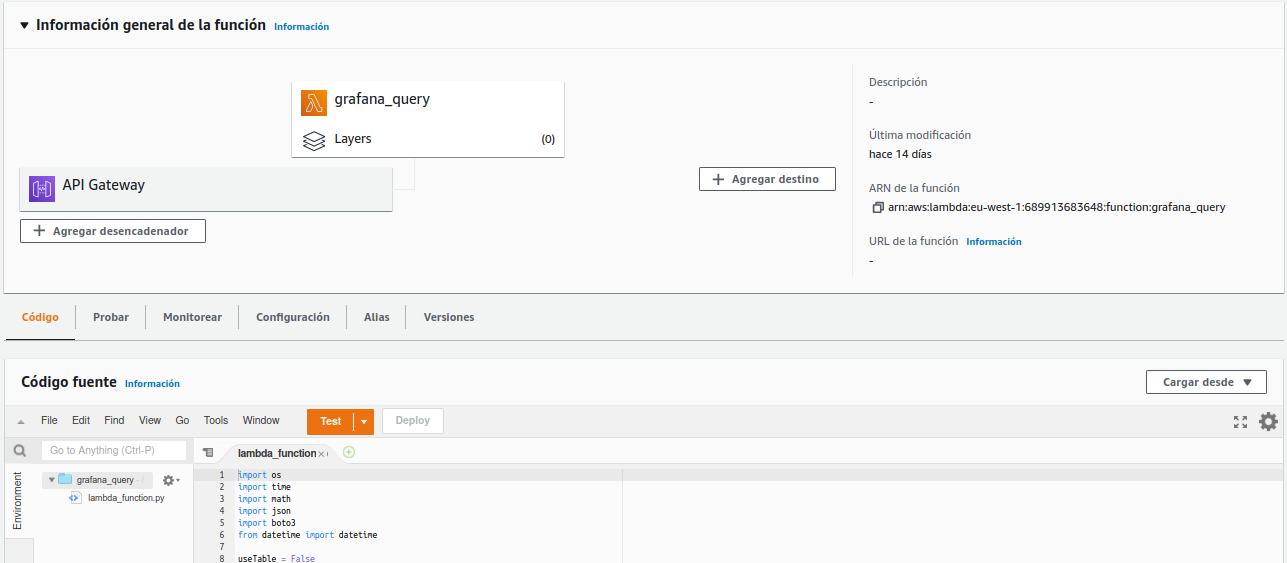 Información general de la función Información
grafana_query
Layers (0)
API Gateway
Agregar desencadenador
Agregar destino
Descripción
-
Última modificación
hace 14 días
ARN de la función
arn:aws:lambda:eu-west-1:689913683648:function:grafana_query
URL de la función Información
-
Código Probar Monitorear Configuración Alias Versiones
Código fuente Información
Cargar desde
File Edit Find View Go Tools Window Test Deploy
Go to Anything (Ctrl-P)
Environment
grafana_query - /
lambda_function.py
lambda_function
1 import os
2 import time
3 import math
4 import json
5 import boto3
6 from datetime import datetime
7
8 useTable = False